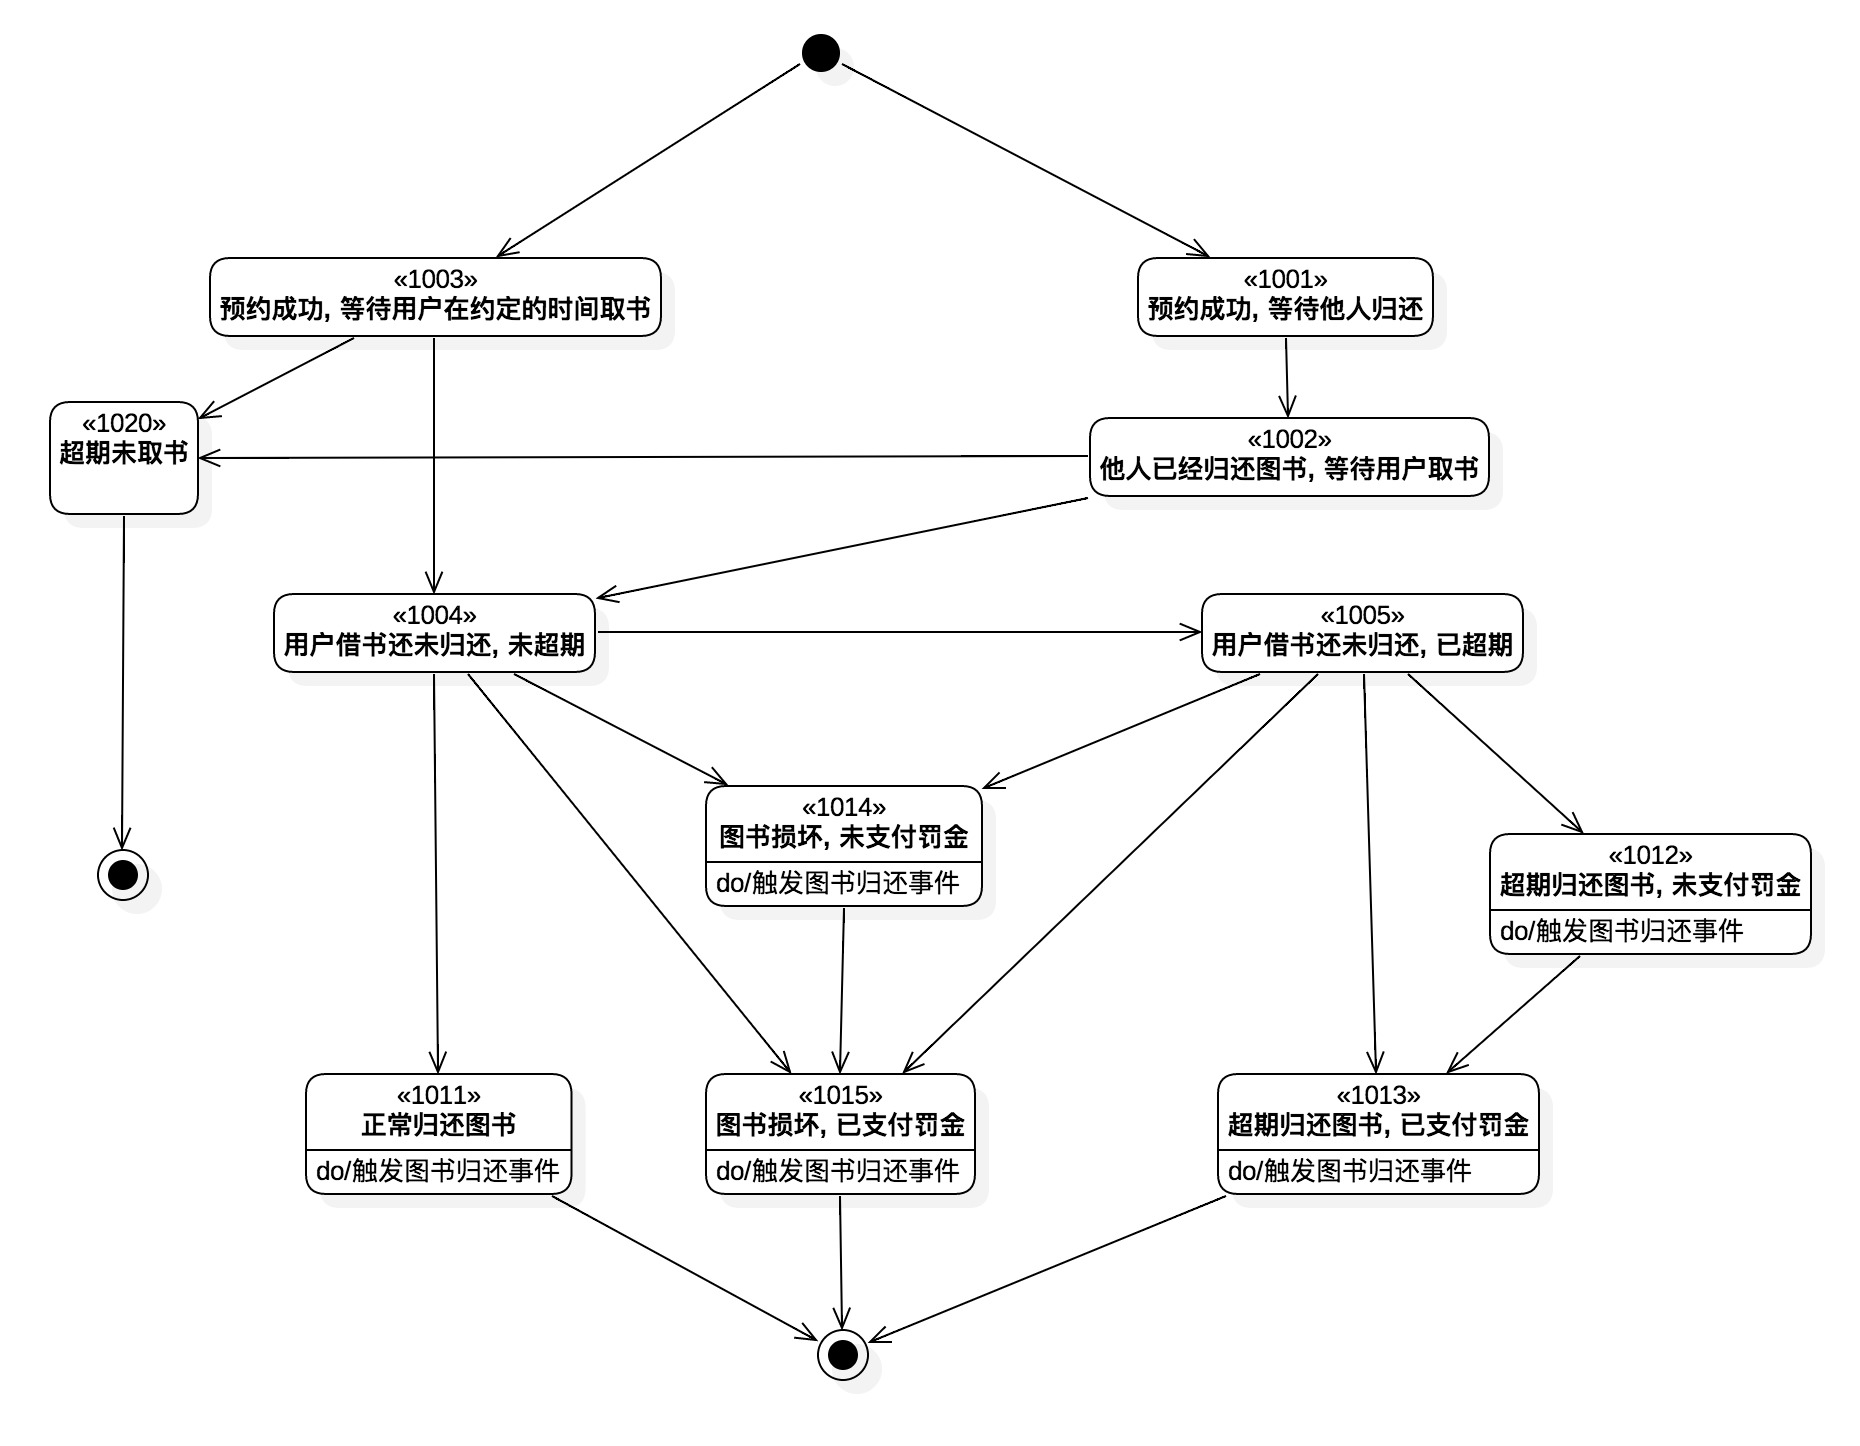 «1003»
预约成功, 等待用户在约定的时间取书
«1001»
预约成功, 等待他人归还
«1020»
超期未取书
«1002»
他人已经归还图书, 等待用户取书
«1004»
用户借书还未归还, 未超期
«1005»
用户借书还未归还, 已超期
«1014»
图书损坏, 未支付罚金
do/触发图书归还事件
«1012»
超期归还图书, 未支付罚金
do/触发图书归还事件
«1011»
正常归还图书
do/触发图书归还事件
«1015»
图书损坏, 已支付罚金
do/触发图书归还事件
«1013»
超期归还图书, 已支付罚金
do/触发图书归还事件